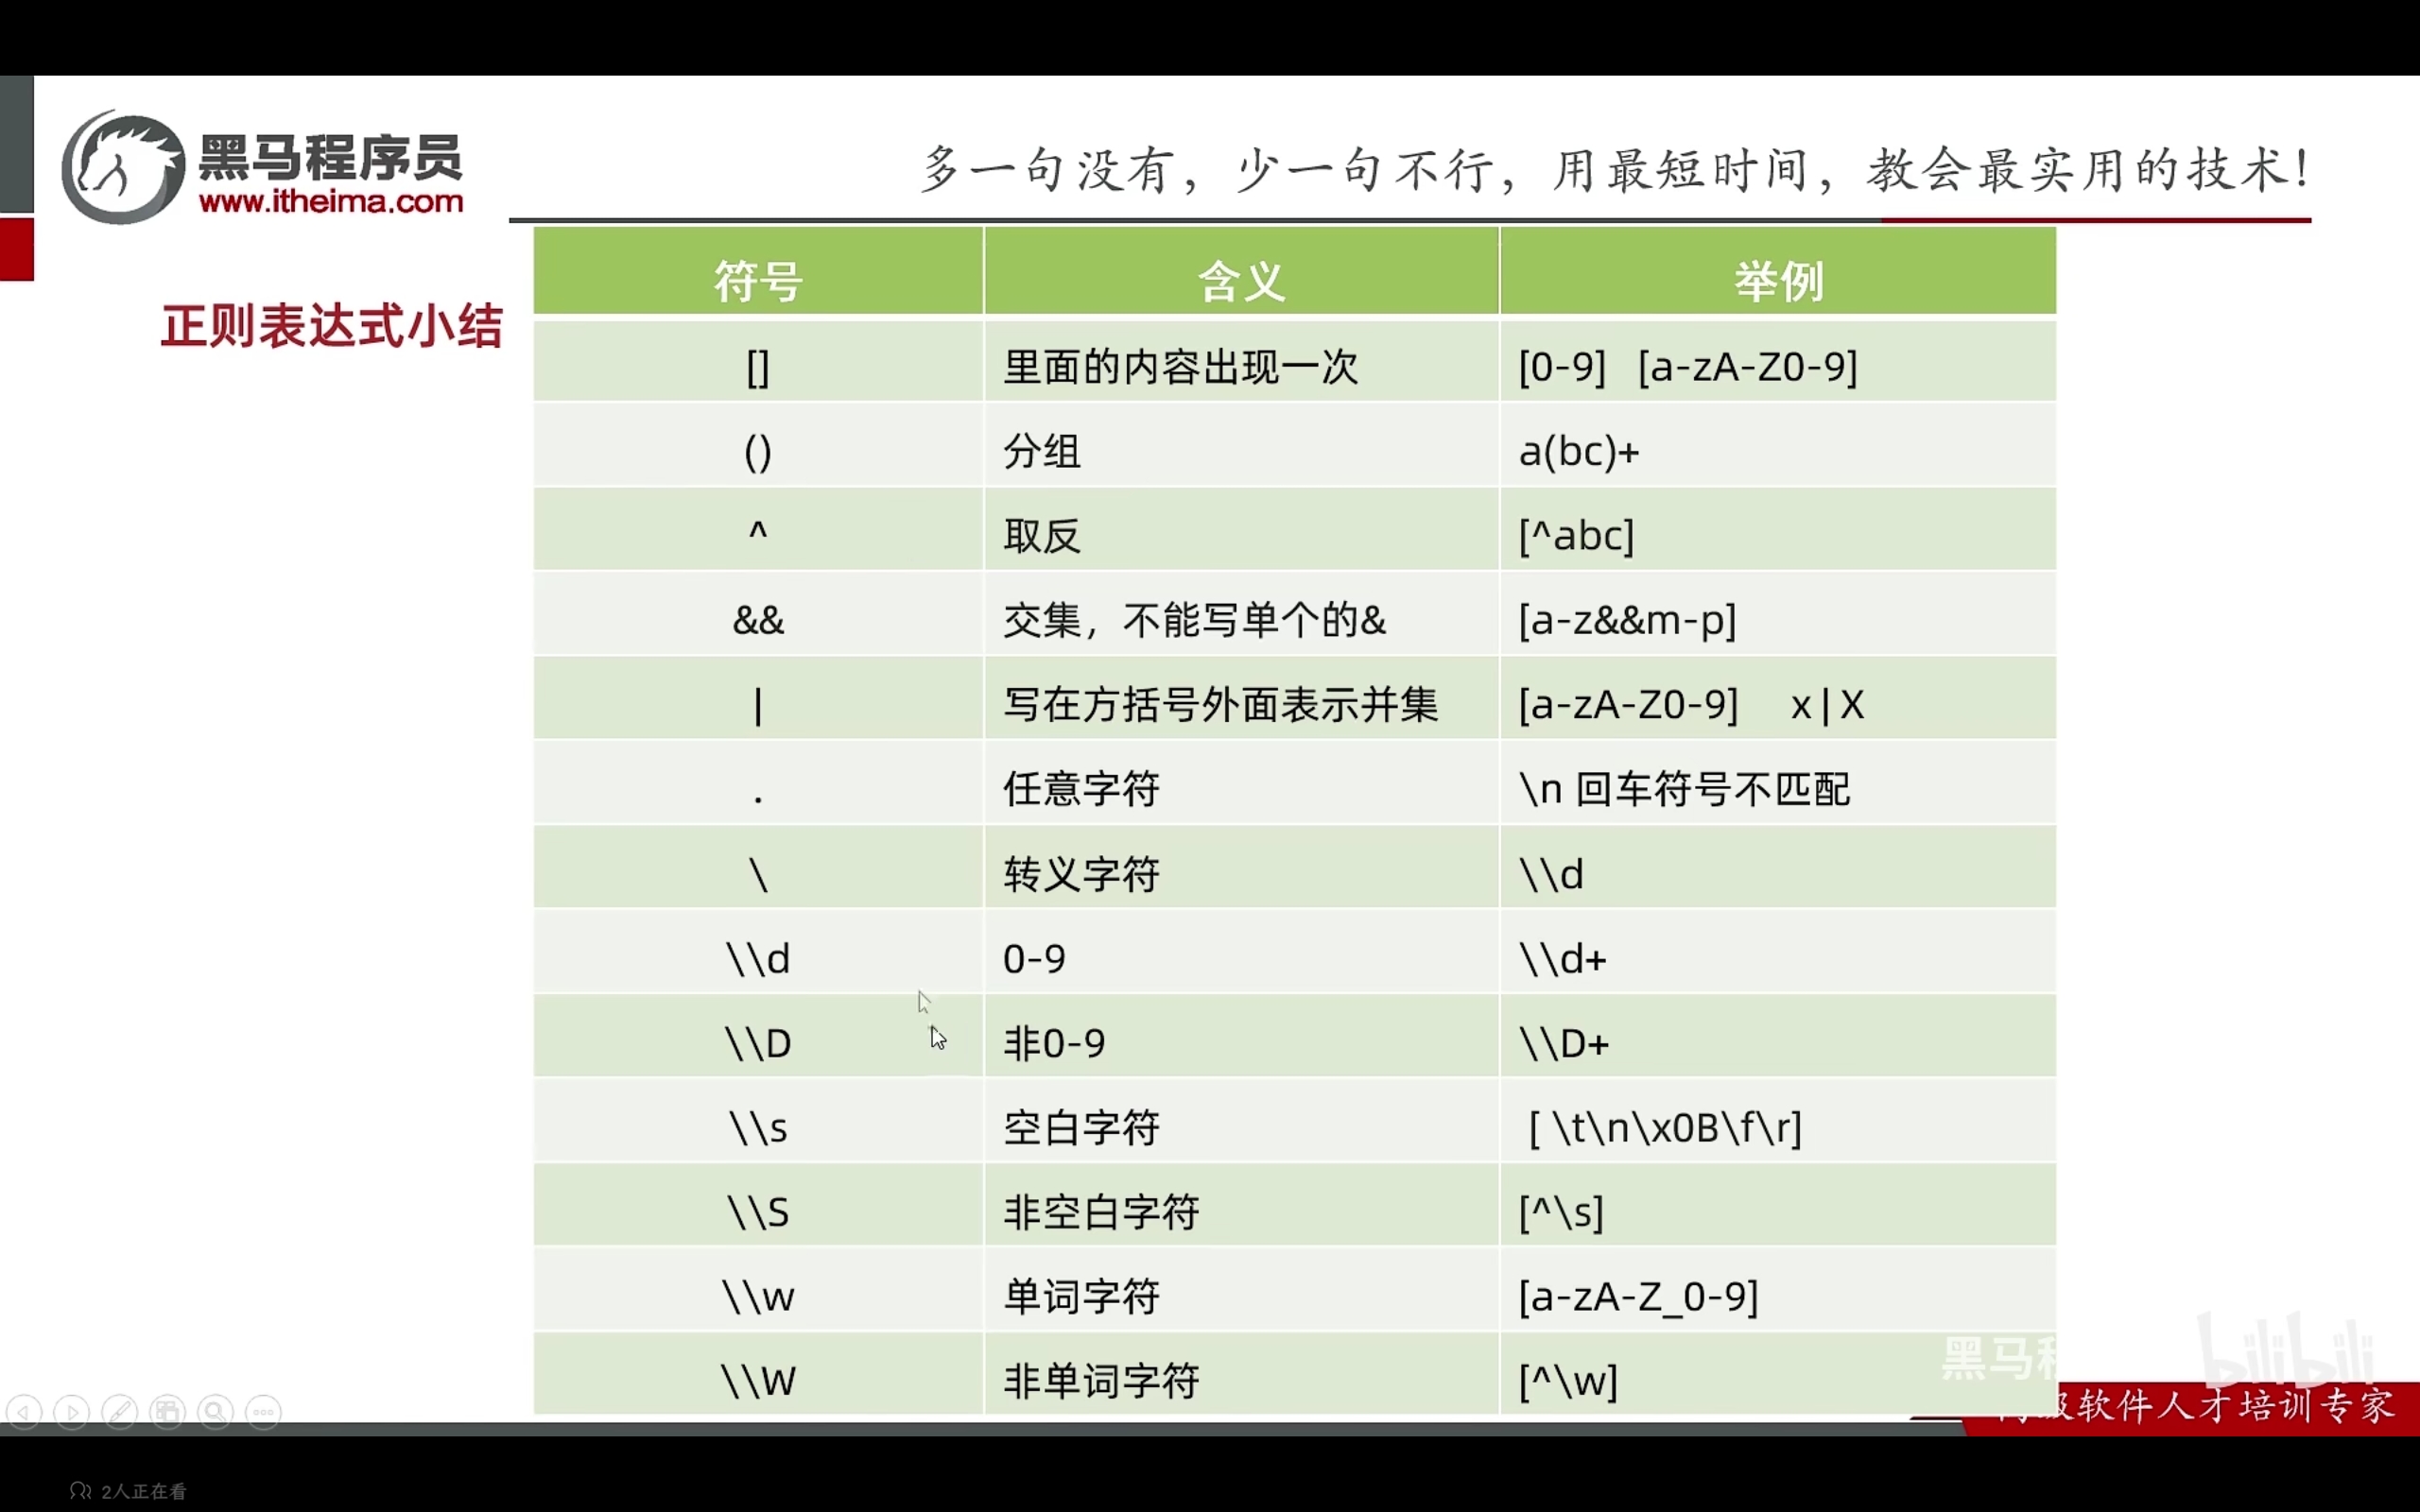 黑马程序员
www.itheima.com
多一句没有，少一句不行，用最短时间，教会最实用的技术！
正则表达式小结
符号 含义 举例
[] 里面的内容出现一次 [0-9] [a-zA-Z0-9]
() 分组 a(bc)+
^ 取反 [^abc]
&& 交集，不能写单个的& [a-z&&m-p]
| 写在方括号外面表示并集 [a-zA-Z0-9] x|X
. 任意字符 \n 回车符号不匹配
\ 转义字符 \\d
\\d 0-9 \\d+
\\D 非0-9 \\D+
\\s 空白字符 [ \t\n\x0B\f\r]
\\S 非空白字符 [^\s]
\\w 单词字符 [a-zA-Z_0-9]
\\W 非单词字符 [^\w]
黑马
bilibili
级软件人才培训专家
2人正在看